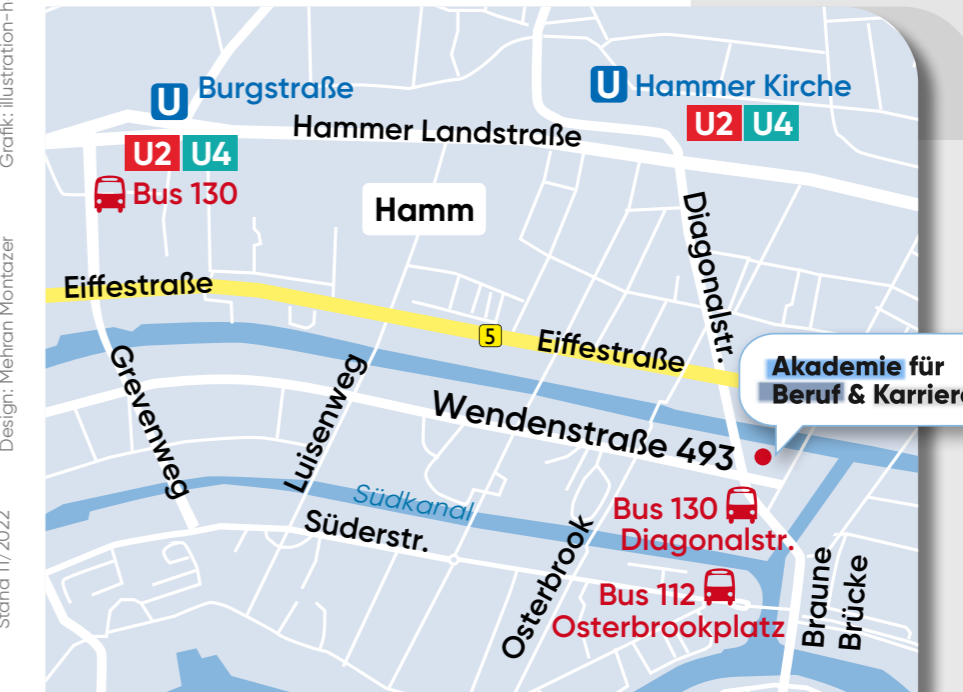 Grafik: illustration-h
Design: Mehran Montazer
Stand 11/2022
U Burgstraße
U2 U4
Bus 130
U Hammer Kirche
U2 U4
Hammer Landstraße
Hamm
Diagonalstr.
Eiffestraße
5
Eiffestraße
Akademie für
Beruf & Karriere
Grevenweg
Luisenweg
Wendenstraße 493
Südkanal
Süderstr.
Osterbrook
Bus 130
Diagonalstr.
Bus 112
Osterbrookplatz
Braune
Brücke